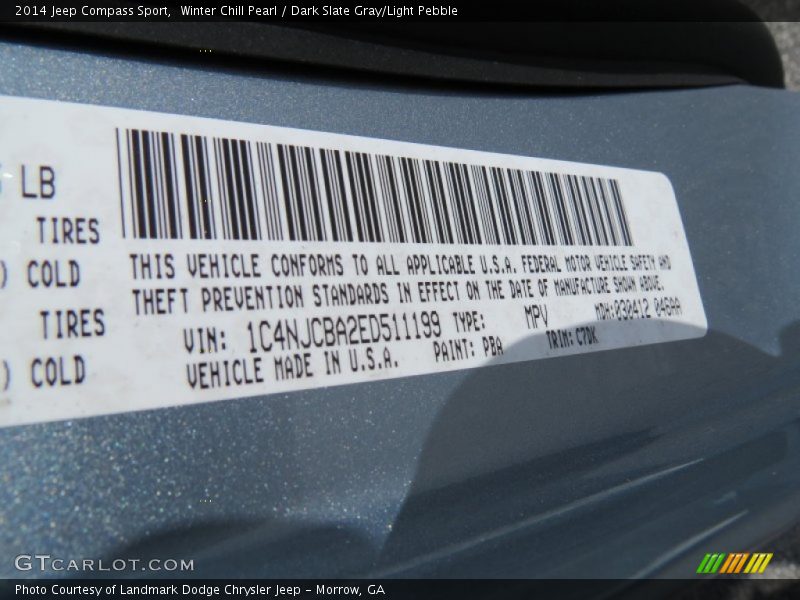 2014 Jeep Compass Sport,  Winter Chill Pearl / Dark Slate Gray/Light Pebble
LB
TIRES
) COLD
TIRES
) COLD
THIS VEHICLE CONFORMS TO ALL APPLICABLE U.S.A. FEDERAL MOTOR VEHICLE SAFETY AND
THEFT PREVENTION STANDARDS IN EFFECT ON THE DATE OF MANUFACTURE SHOWN ABOVE.
VIN: 1C4NJCBA2ED511199 TYPE: MPV MDH:030412 046AA
VEHICLE MADE IN U.S.A. PAINT: PBA TRIM: C7DK
GTCARLOT.COM
Photo Courtesy of Landmark Dodge Chrysler Jeep – Morrow, GA